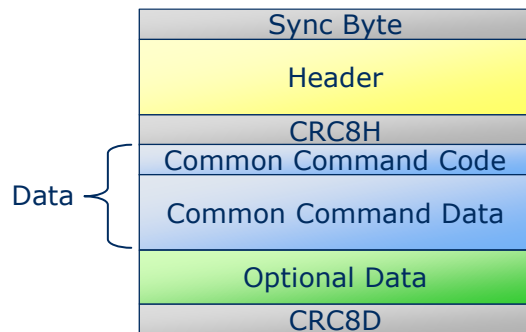 Sync Byte
Header
CRC8H
Common Command Code
Data
Common Command Data
Optional Data
CRC8D